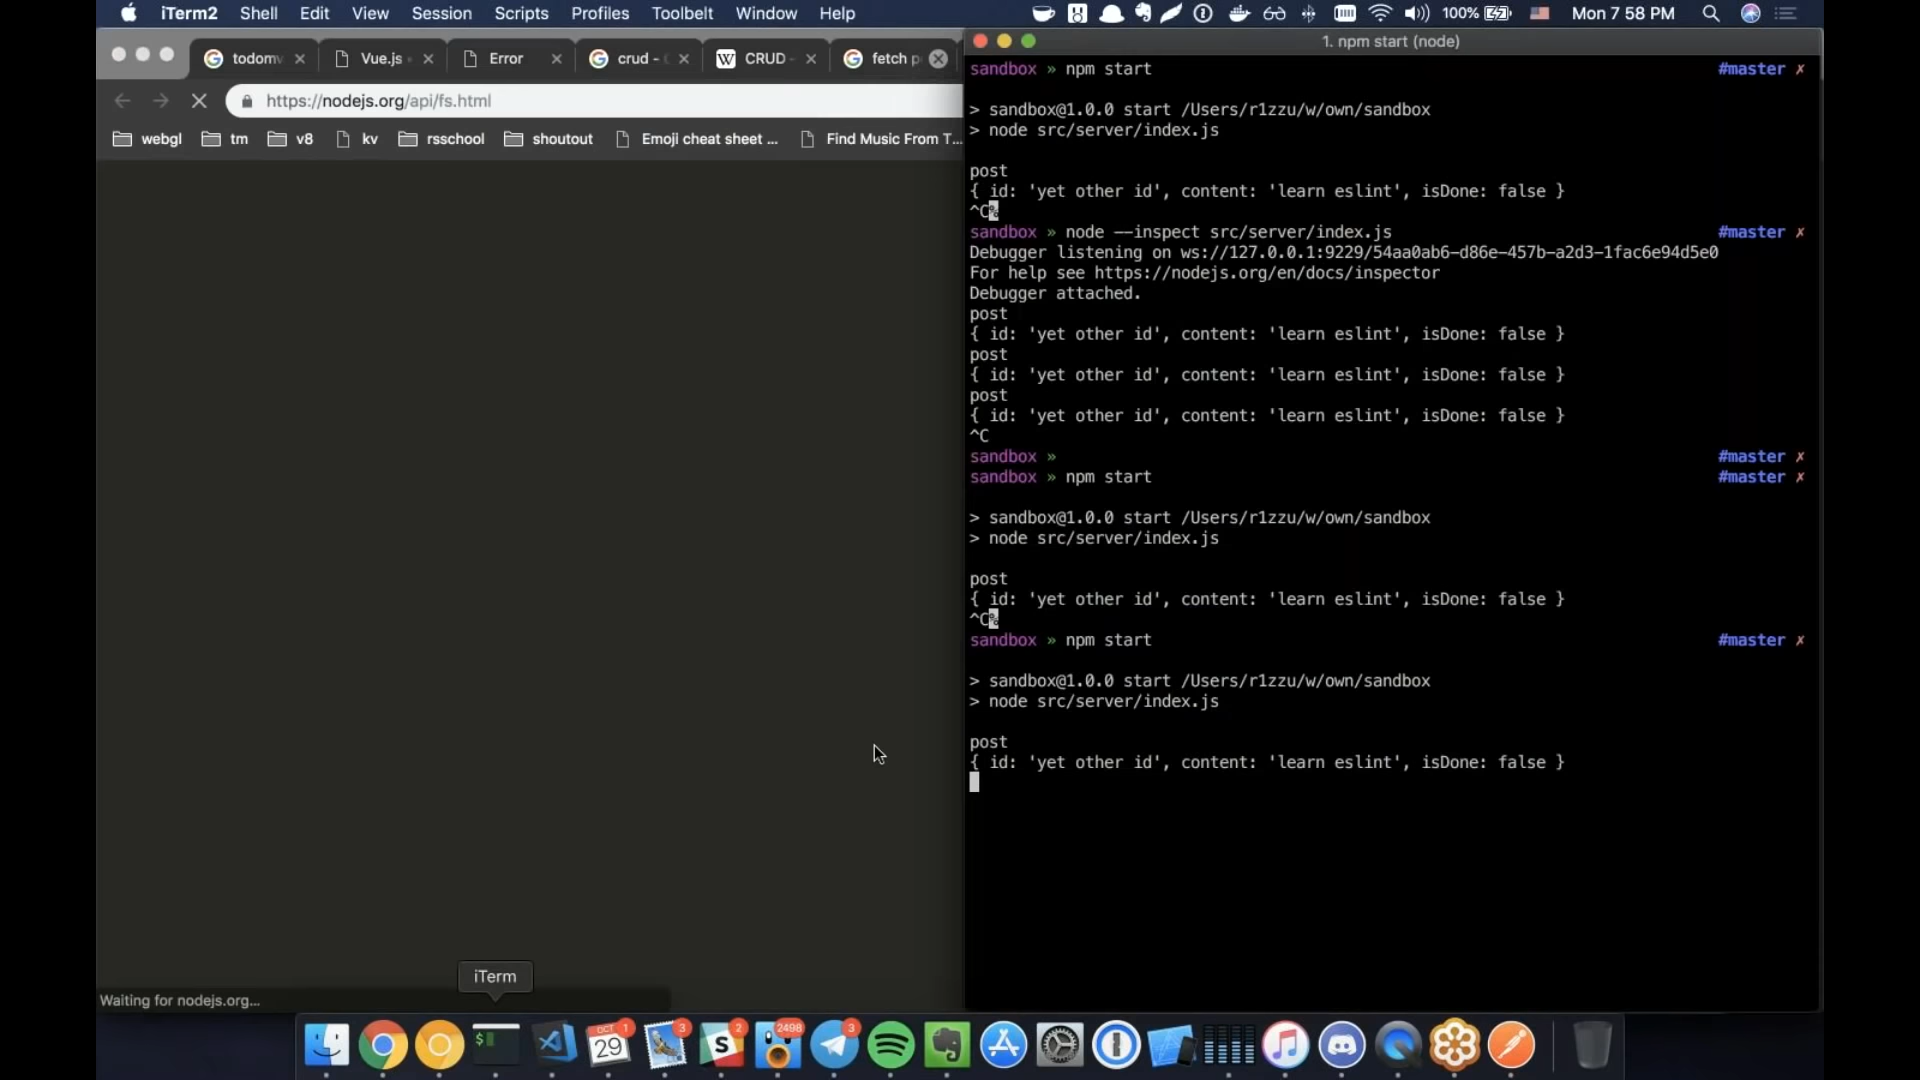 iTerm2 Shell Edit View Session Scripts Profiles Toolbelt Window Help 100% Mon 7 58 PM
todomv Vue.js - Error crud - CRUD - fetch p
https://nodejs.org/api/fs.html
webgl tm v8 kv rsschool shoutout Emoji cheat sheet ... Find Music From T...
Waiting for nodejs.org...
1. npm start (node)
sandbox » npm start #master ✗
> sandbox@1.0.0 start /Users/r1zzu/w/own/sandbox
> node src/server/index.js
post
{ id: 'yet other id', content: 'learn eslint', isDone: false }
^C%
sandbox » node --inspect src/server/index.js #master ✗
Debugger listening on ws://127.0.0.1:9229/54aa0ab6-d86e-457b-a2d3-1fac6e94d5e0
For help see https://nodejs.org/en/docs/inspector
Debugger attached.
post
{ id: 'yet other id', content: 'learn eslint', isDone: false }
post
{ id: 'yet other id', content: 'learn eslint', isDone: false }
post
{ id: 'yet other id', content: 'learn eslint', isDone: false }
^C
sandbox » #master ✗
sandbox » npm start #master ✗
> sandbox@1.0.0 start /Users/r1zzu/w/own/sandbox
> node src/server/index.js
post
{ id: 'yet other id', content: 'learn eslint', isDone: false }
^C%
sandbox » npm start #master ✗
> sandbox@1.0.0 start /Users/r1zzu/w/own/sandbox
> node src/server/index.js
post
{ id: 'yet other id', content: 'learn eslint', isDone: false }
iTerm
OCT 29 1 3 2 2498 3